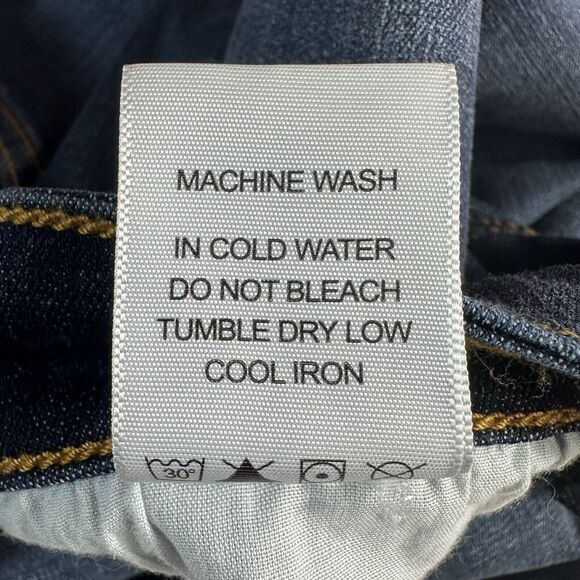 MACHINE WASH
IN COLD WATER
DO NOT BLEACH
TUMBLE DRY LOW
COOL IRON
30°